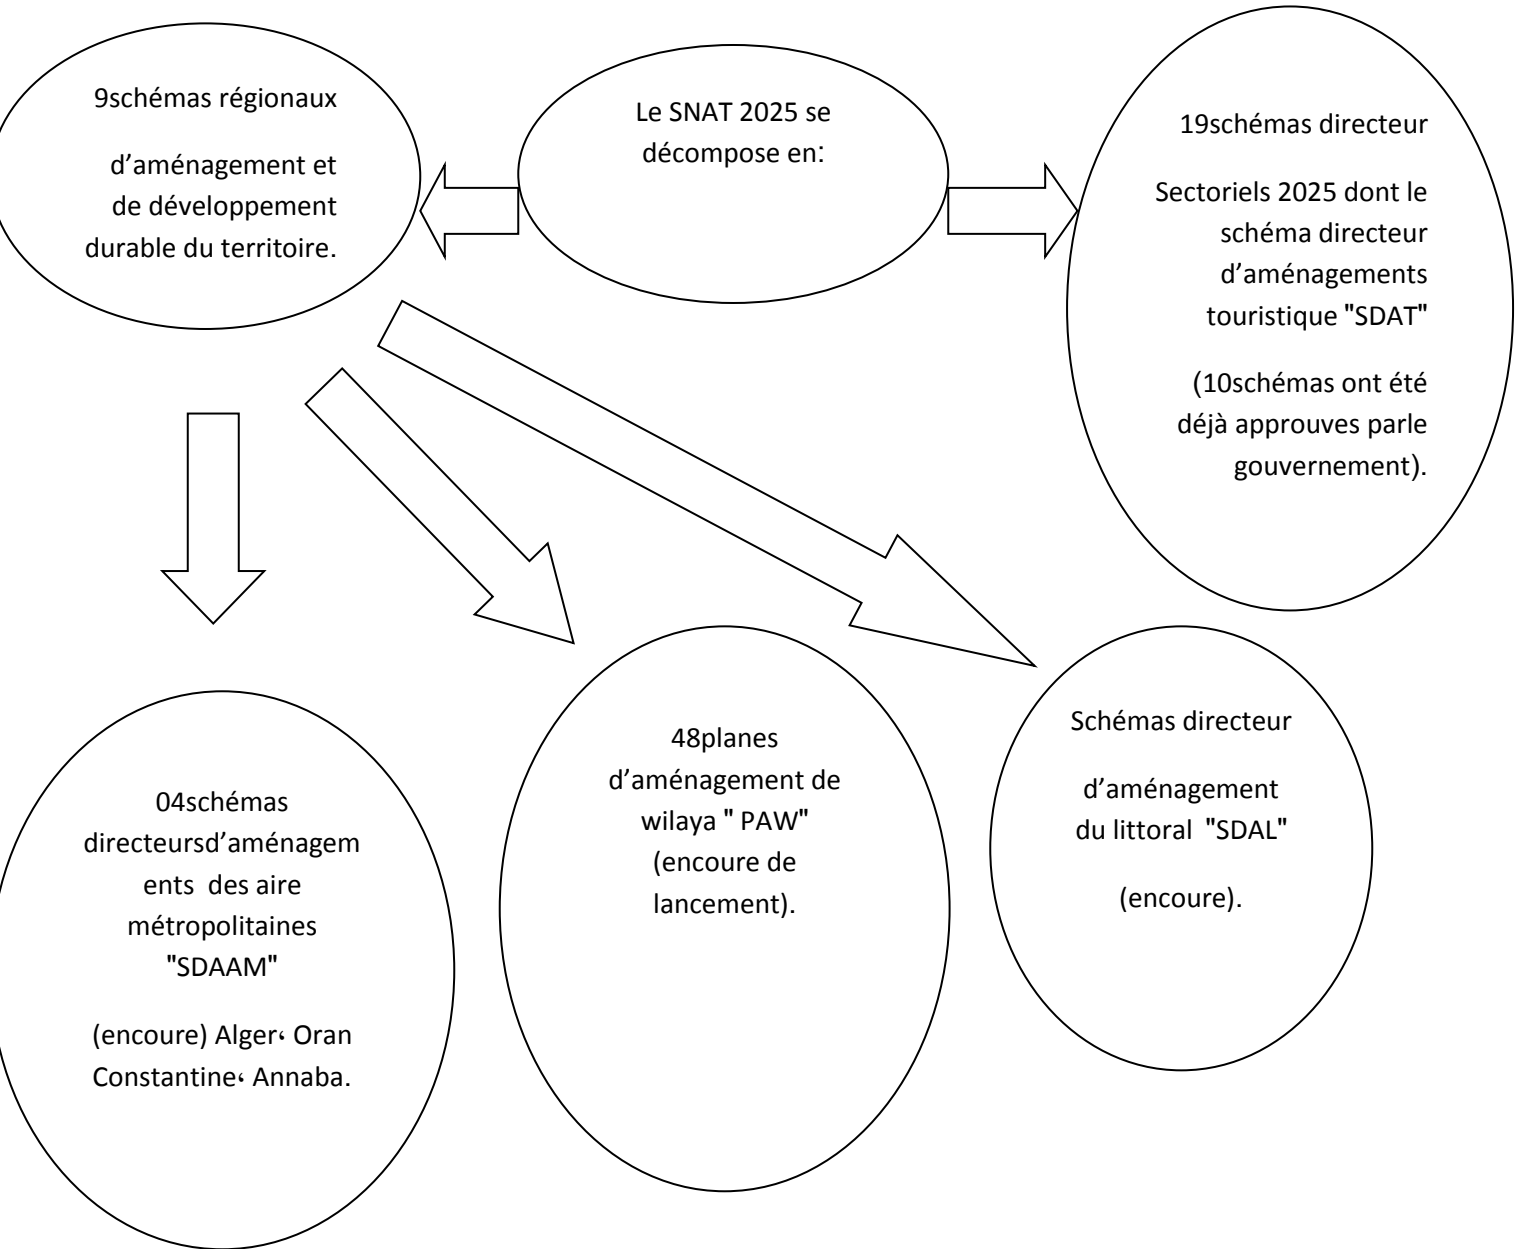 9schémas régionaux
d’aménagement et
de développement
durable du territoire.
Le SNAT 2025 se
décompose en:
19schémas directeur
Sectoriels 2025 dont le
schéma directeur
d’aménagements
touristique "SDAT"
(10schémas ont été
déjà approuves parle
gouvernement).
04schémas
directeursd’aménagem
ents des aire
métropolitaines
"SDAAM"
(encoure) Alger، Oran
Constantine، Annaba.
48planes
d’aménagement de
wilaya " PAW"
(encoure de
lancement).
Schémas directeur
d’aménagement
du littoral "SDAL"
(encoure).